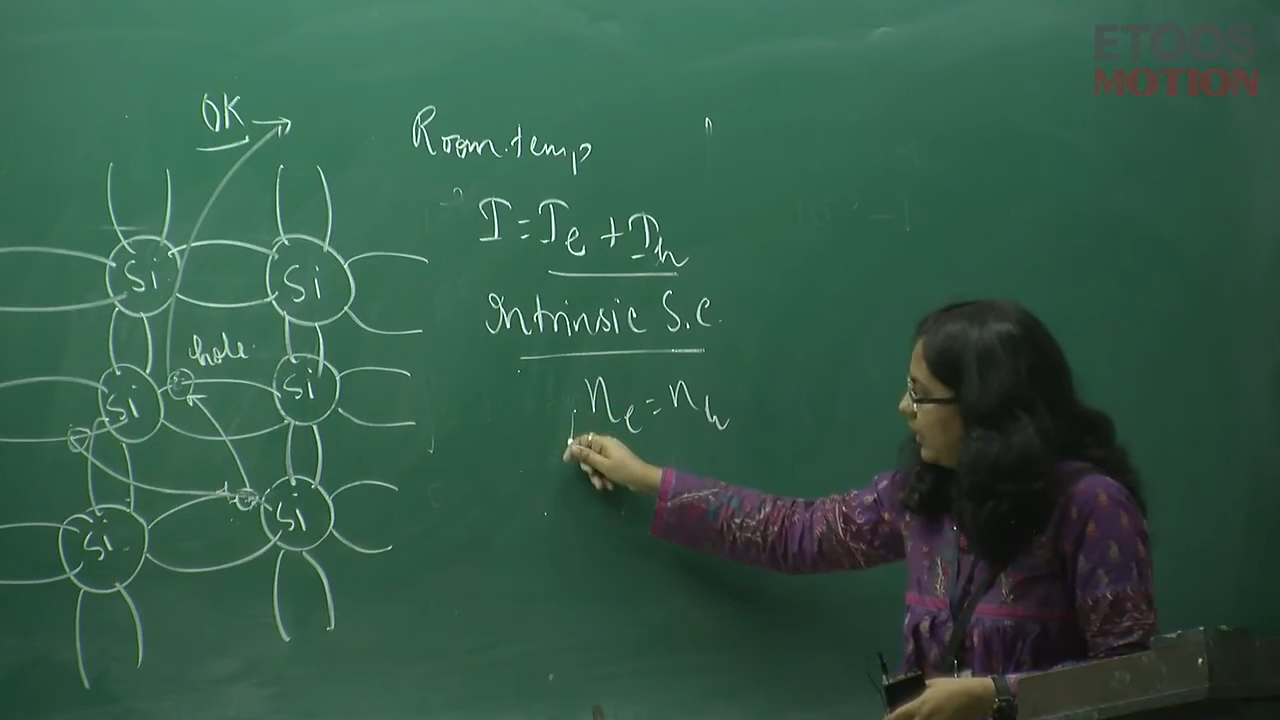 ETOOS
MOTION
0K
Room temp
I = Ie + Ih
Intrinsic S.C.
ne = nh
Si Si
hole
Si Si
Si Si